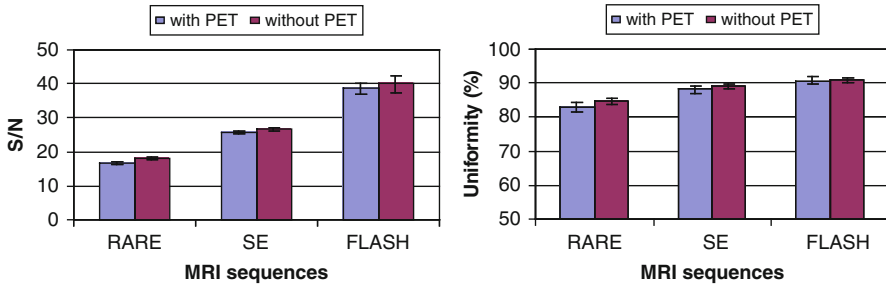 with PET without PET
50
40
30
20
10
0
S/N
RARE SE FLASH
MRI sequences
with PET without PET
100
90
80
70
60
50
Uniformity (%)
RARE SE FLASH
MRI sequences